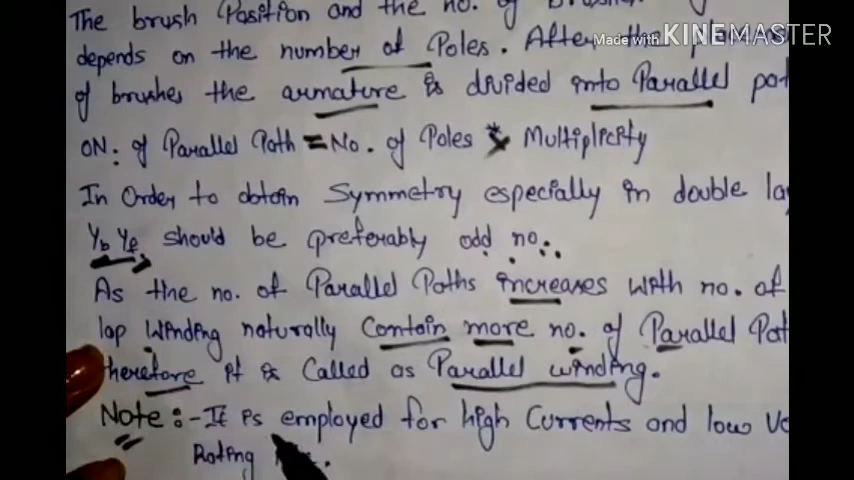 The brush Position and the no. of
Made with KINEMASTER
depends on the number of Poles. After the
of brushes the armature is divided into Parallel
ON. of Parallel Path = No. of Poles * Multiplicity
In Order to obtain Symmetry especially in double
Yb Yf should be preferably odd no.
As the no. of Parallel Paths increases with no. of
lap Winding naturally Contain more no. of Parallel
therefore it is Called as Parallel winding.
Note :- It is employed for high Currents and low
Rating